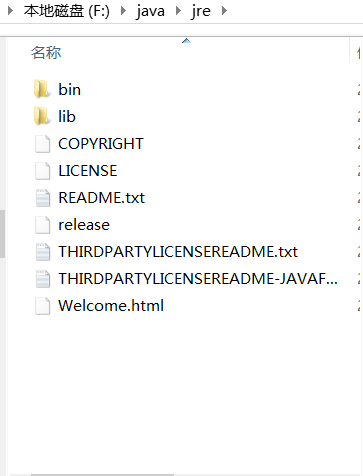 本地磁盘 (F:) java jre
名称
bin
lib
COPYRIGHT
LICENSE
README.txt
release
THIRDPARTYLICENSEREADME.txt
THIRDPARTYLICENSEREADME-JAVAF...
Welcome.html